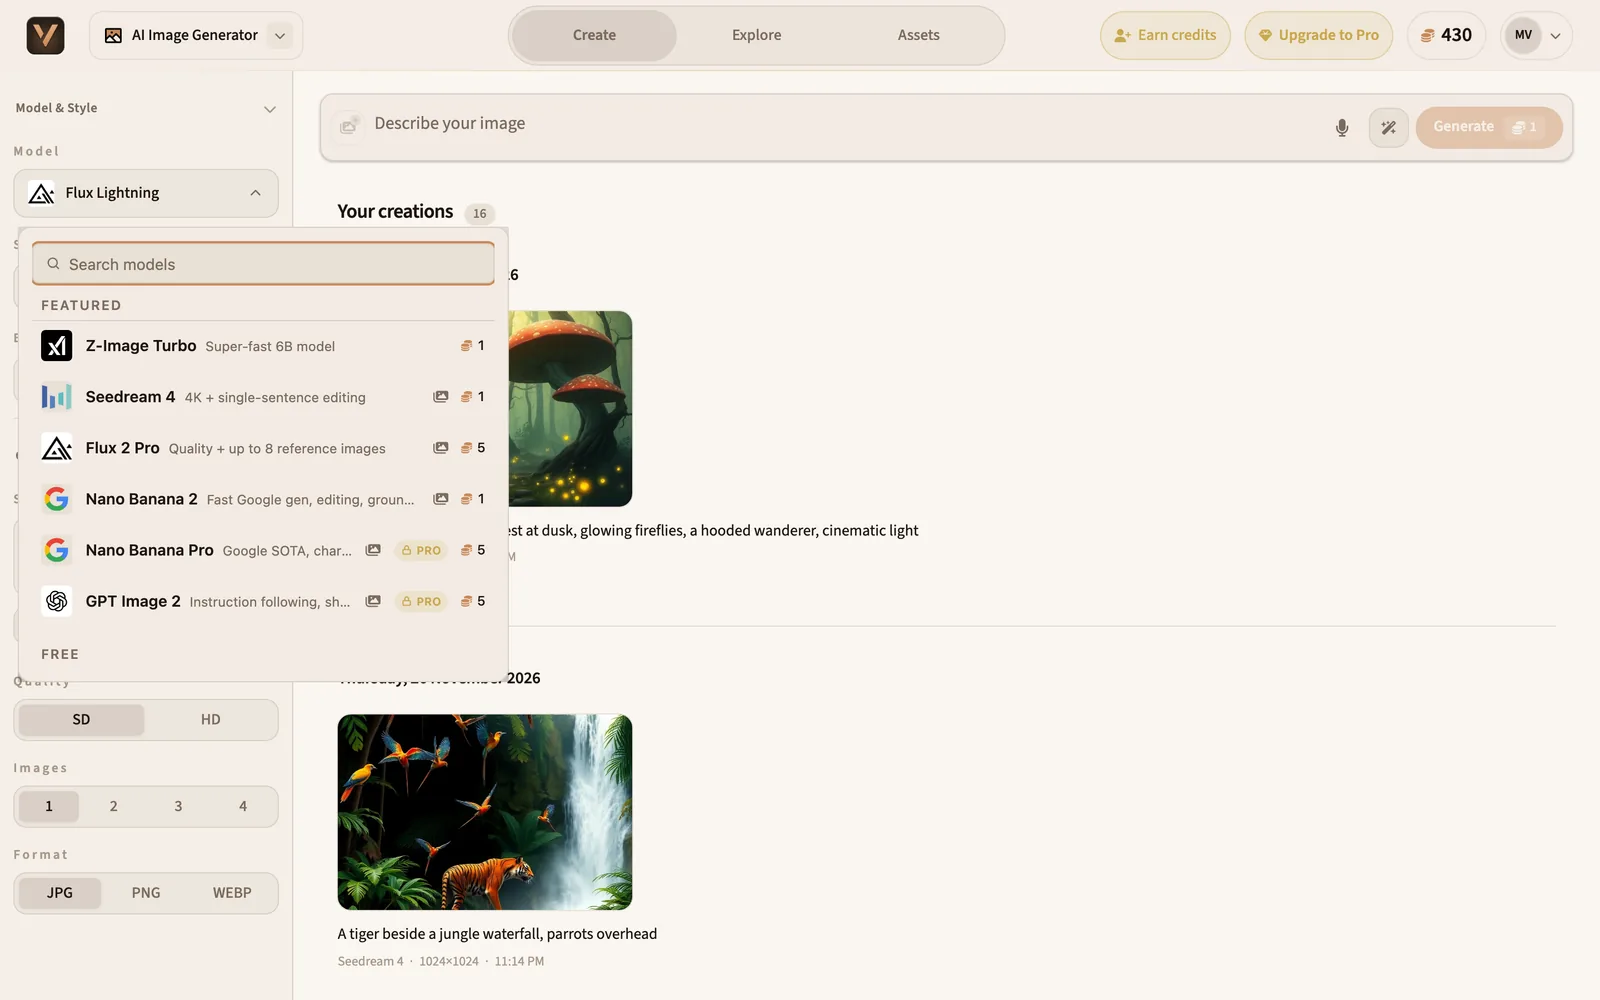 AI Image Generator
Create
Explore
Assets
Earn credits
Upgrade to Pro
430
MV
Model & Style
Model
Flux Lightning
Describe your image
Generate 1
Your creations 16
Search models
FEATURED
Z-Image Turbo Super-fast 6B model 1
Seedream 4 4K + single-sentence editing 1
Flux 2 Pro Quality + up to 8 reference images 5
Nano Banana 2 Fast Google gen, editing, groun... 1
Nano Banana Pro Google SOTA, char... PRO 5
GPT Image 2 Instruction following, sh... PRO 5
FREE
at dusk, glowing fireflies, a hooded wanderer, cinematic light
2026
Quality
SD
HD
Images
1
2
3
4
Format
JPG
PNG
WEBP
A tiger beside a jungle waterfall, parrots overhead
Seedream 4 · 1024×1024 · 11:14 PM